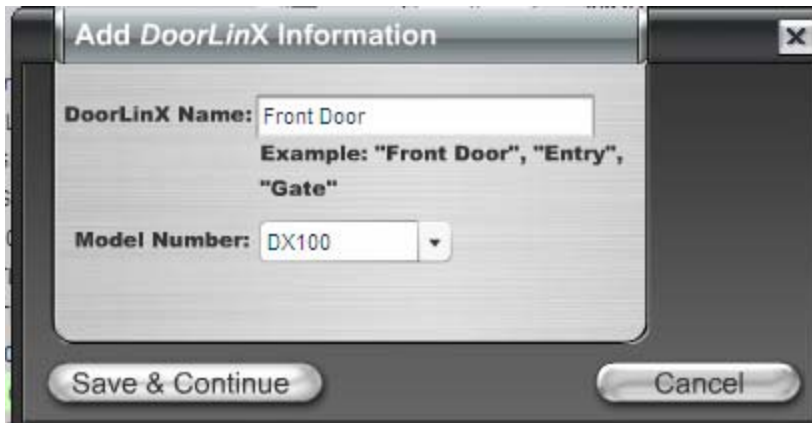 Add DoorLinX Information
DoorLinX Name: Front Door
Example: "Front Door", "Entry",
"Gate"
Model Number: DX100
Save & Continue
Cancel